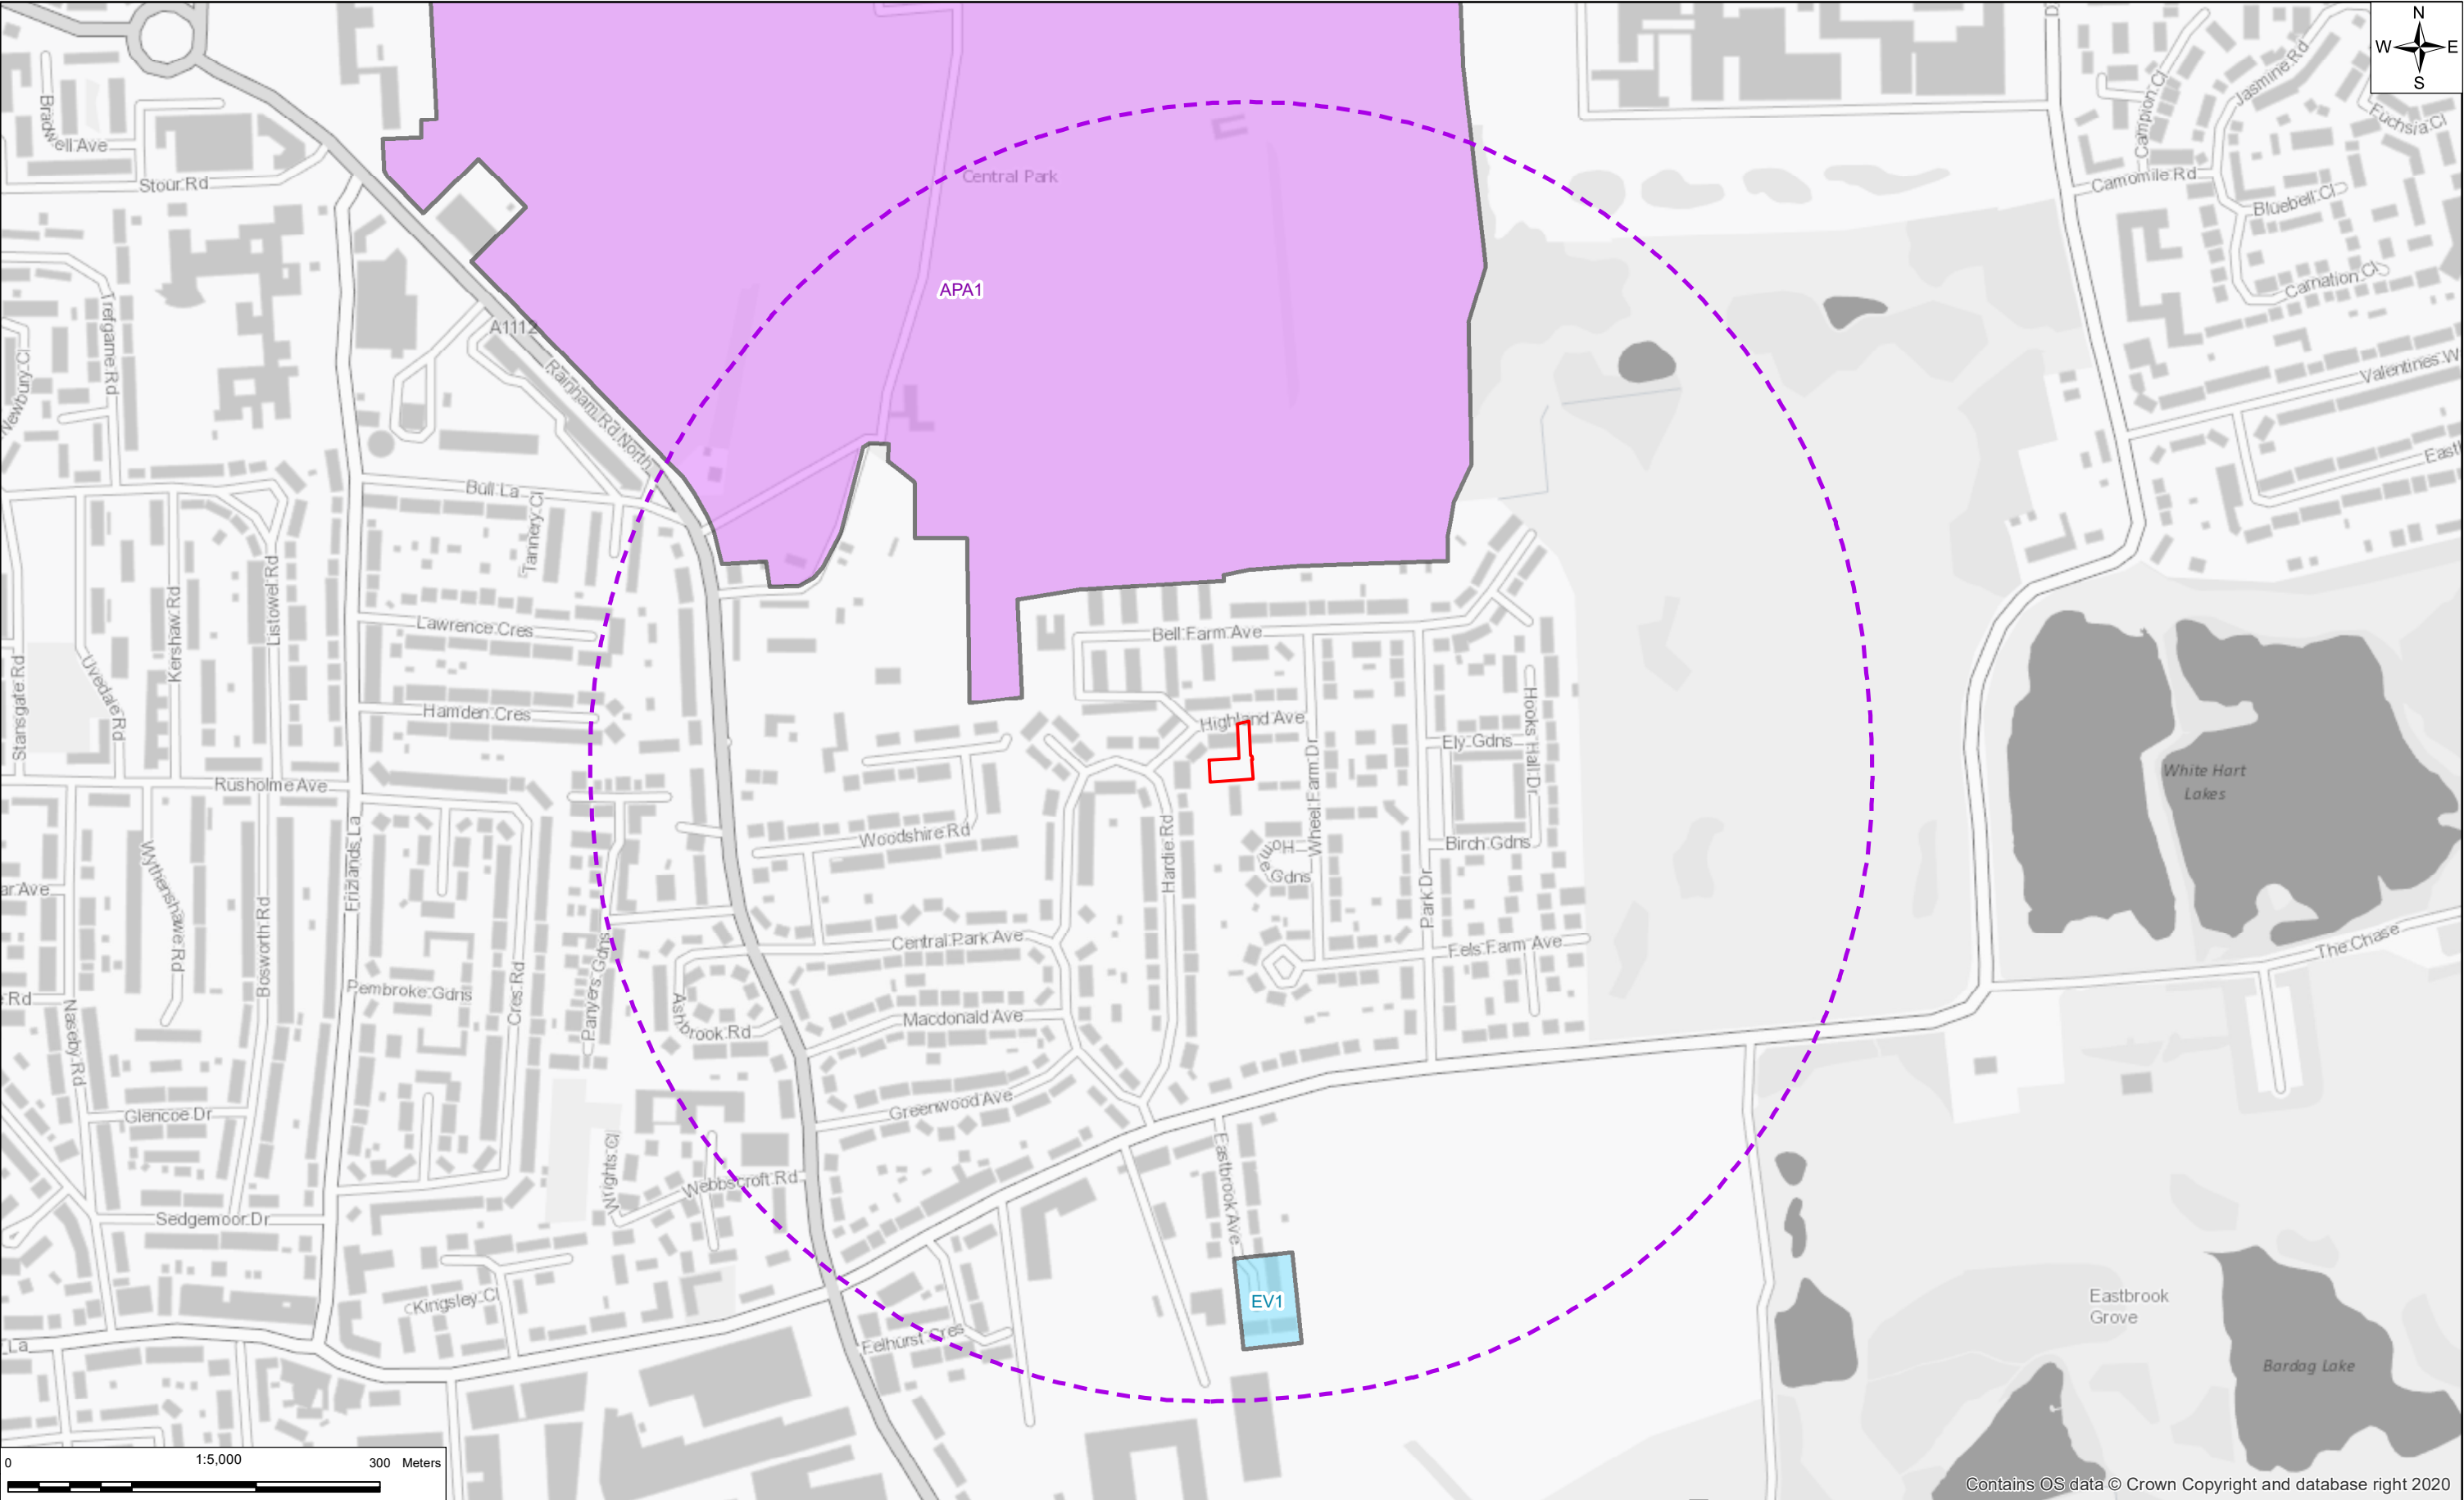 N
W E
S
Bradwell Ave
Stour Rd
Campion Cl
Jasmine Rd
Fuchsia Cl
Camomile Rd
Bluebell Cl
Carnation Cl
Valentines W
East
Central Park
APA1
A1112
Rainham Rd North
Trefgarne Rd
Newbury Cl
Bull La
Tannery Cl
Listowel Rd
Kershaw Rd
Uvedale Rd
Stansgate Rd
Lawrence Cres
Hamden Cres
Rusholme Ave
Bell Farm Ave
Highland Ave
Hooks Hall Dr
Ely Gdns
Wheel Farm Dr
Birch Gdns
Home
Gdns
Park Dr
Fels Farm Ave
Hardie Rd
Woodshire Rd
Central Park Ave
Macdonald Ave
Greenwood Ave
Ashbrook Rd
Panyers Gdns
Frizlands La
Wythenshawe Rd
Bosworth Rd
Cres Rd
Pembroke Gdns
ar Ave
e Rd
Naseby Rd
Glencoe Dr
Sedgemoor Dr
Wrights Cl
Webbscroft Rd
Kingsley Cl
La
Felhurst Cres
Eastbrook Ave
EV1
White Hart
Lakes
The Chase
Eastbrook
Grove
Bardag Lake
0 1:5,000 300 Meters
Contains OS data © Crown Copyright and database right 2020